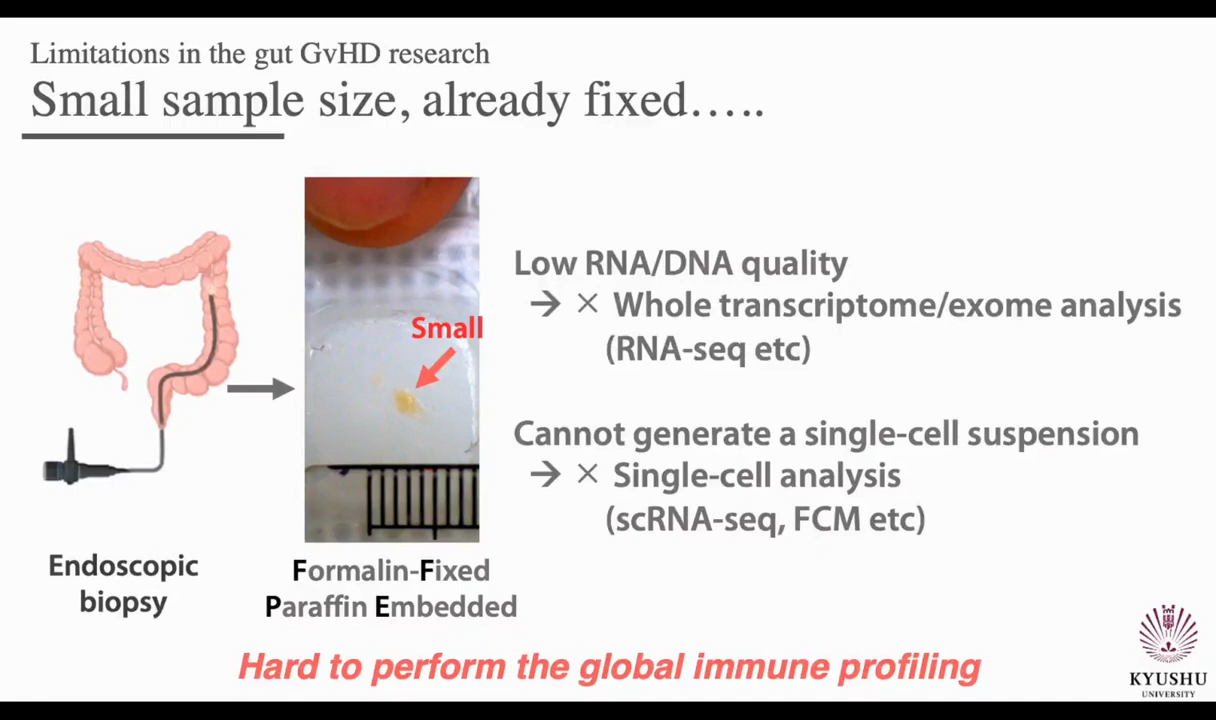 Limitations in the gut GvHD research
Small sample size, already fixed.....
Small
Low RNA/DNA quality
→ × Whole transcriptome/exome analysis
(RNA-seq etc)
Cannot generate a single-cell suspension
→ × Single-cell analysis
(scRNA-seq, FCM etc)
Endoscopic
biopsy
Formalin-Fixed
Paraffin Embedded
Hard to perform the global immune profiling
KYUSHU
UNIVERSITY